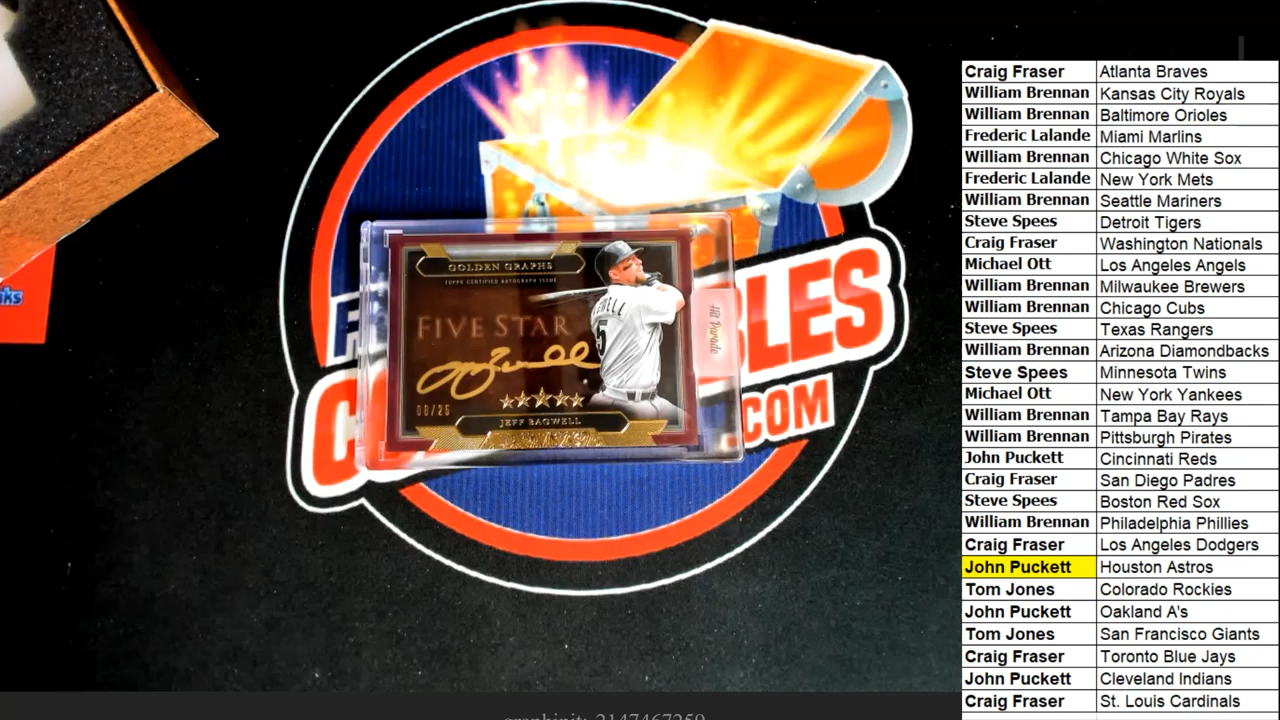 Craig Fraser Atlanta Braves
William Brennan Kansas City Royals
William Brennan Baltimore Orioles
Frederic Lalande Miami Marlins
William Brennan Chicago White Sox
Frederic Lalande New York Mets
William Brennan Seattle Mariners
Steve Spees Detroit Tigers
Craig Fraser Washington Nationals
Michael Ott Los Angeles Angels
William Brennan Milwaukee Brewers
William Brennan Chicago Cubs
Steve Spees Texas Rangers
William Brennan Arizona Diamondbacks
Steve Spees Minnesota Twins
Michael Ott New York Yankees
William Brennan Tampa Bay Rays
William Brennan Pittsburgh Pirates
John Puckett Cincinnati Reds
Craig Fraser San Diego Padres
Steve Spees Boston Red Sox
William Brennan Philadelphia Phillies
Craig Fraser Los Angeles Dodgers
John Puckett Houston Astros
Tom Jones Colorado Rockies
John Puckett Oakland A's
Tom Jones San Francisco Giants
Craig Fraser Toronto Blue Jays
John Puckett Cleveland Indians
Craig Fraser St. Louis Cardinals
GOLDEN GRAPHS
TOPPS CERTIFIED AUTOGRAPH ISSUE
FIVE STAR
08/25
JEFF BAGWELL
Hit Parade
BLES
.COM